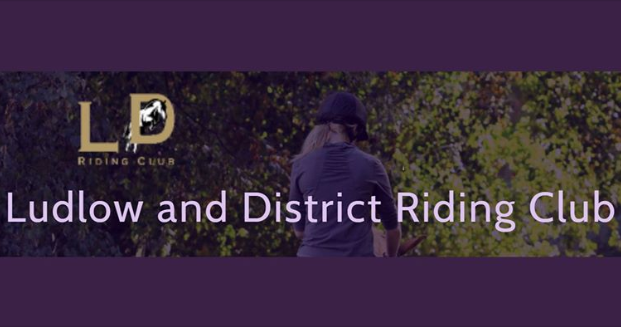 LD
RIDING CLUB
Ludlow and District Riding Club